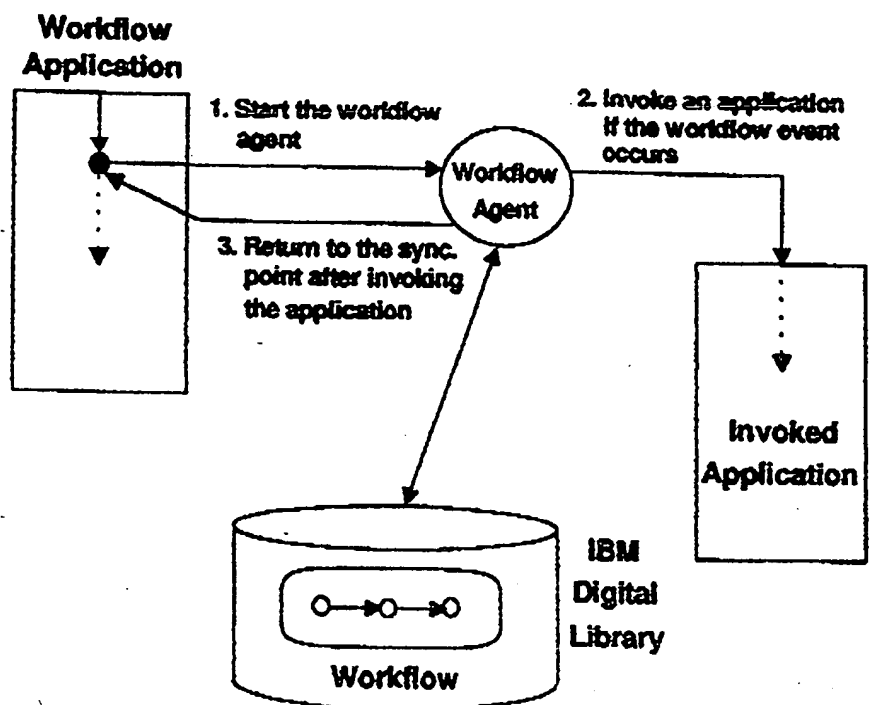 Workflow
Application
1. Start the workflow
agent
2. Invoke an application
if the workflow event
occurs
Workflow
Agent
3. Return to the sync.
point after invoking
the application
Invoked
Application
IBM
Digital
Library
Workflow